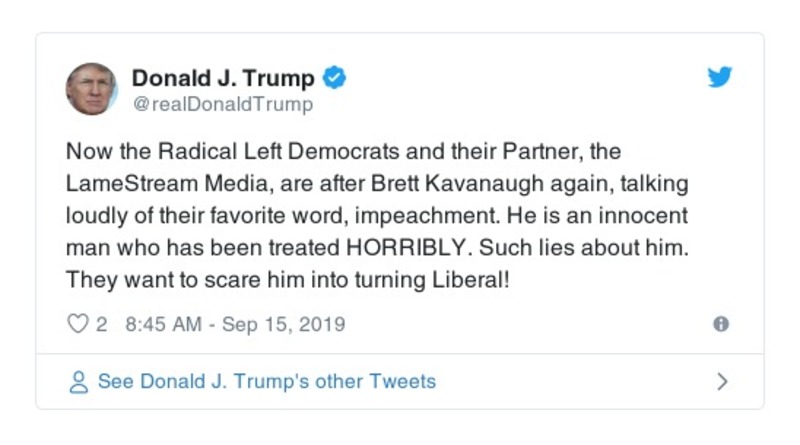 Donald J. Trump
@realDonaldTrump
Now the Radical Left Democrats and their Partner, the
LameStream Media, are after Brett Kavanaugh again, talking
loudly of their favorite word, impeachment. He is an innocent
man who has been treated HORRIBLY. Such lies about him.
They want to scare him into turning Liberal!
2 8:45 AM - Sep 15, 2019
See Donald J. Trump's other Tweets